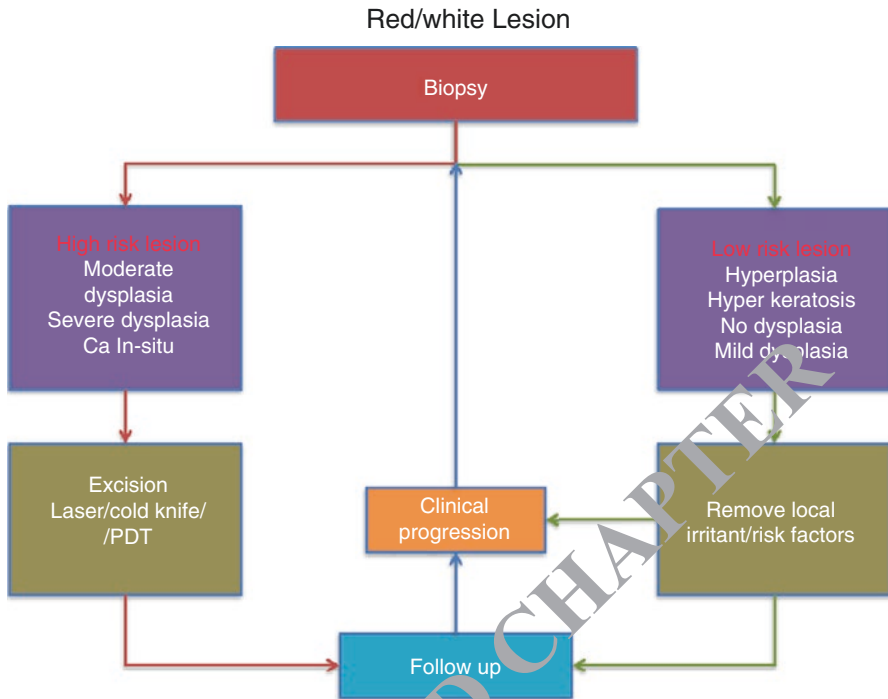 Red/white Lesion
Biopsy
High risk lesion
Moderate
dysplasia
Severe dysplasia
Ca In-situ
Low risk lesion
Hyperplasia
Hyper keratosis
No dysplasia
Mild dysplasia
Excision
Laser/cold knife/
/PDT
Clinical
progression
Remove local
irritant/risk factors
Follow up
CHAPTER